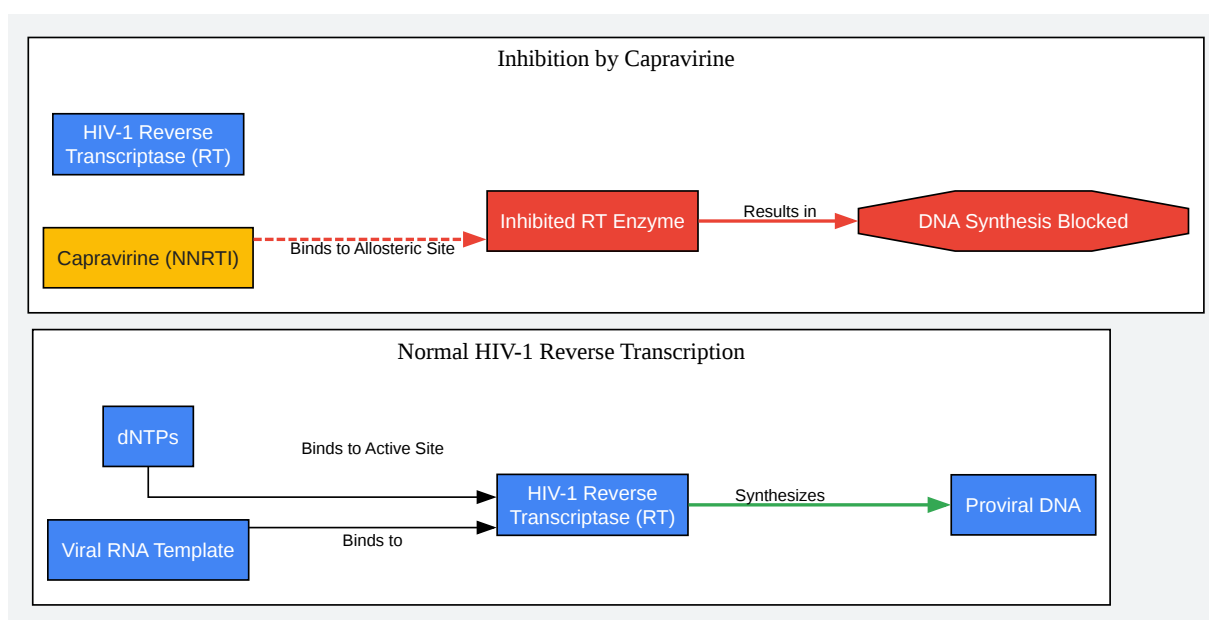 Inhibition by Capravirine
HIV-1 Reverse
Transcriptase (RT)
Capravirine (NNRTI)
Binds to Allosteric Site
Inhibited RT Enzyme
Results in
DNA Synthesis Blocked
Normal HIV-1 Reverse Transcription
dNTPs
Binds to Active Site
Viral RNA Template
Binds to
HIV-1 Reverse
Transcriptase (RT)
Synthesizes
Proviral DNA